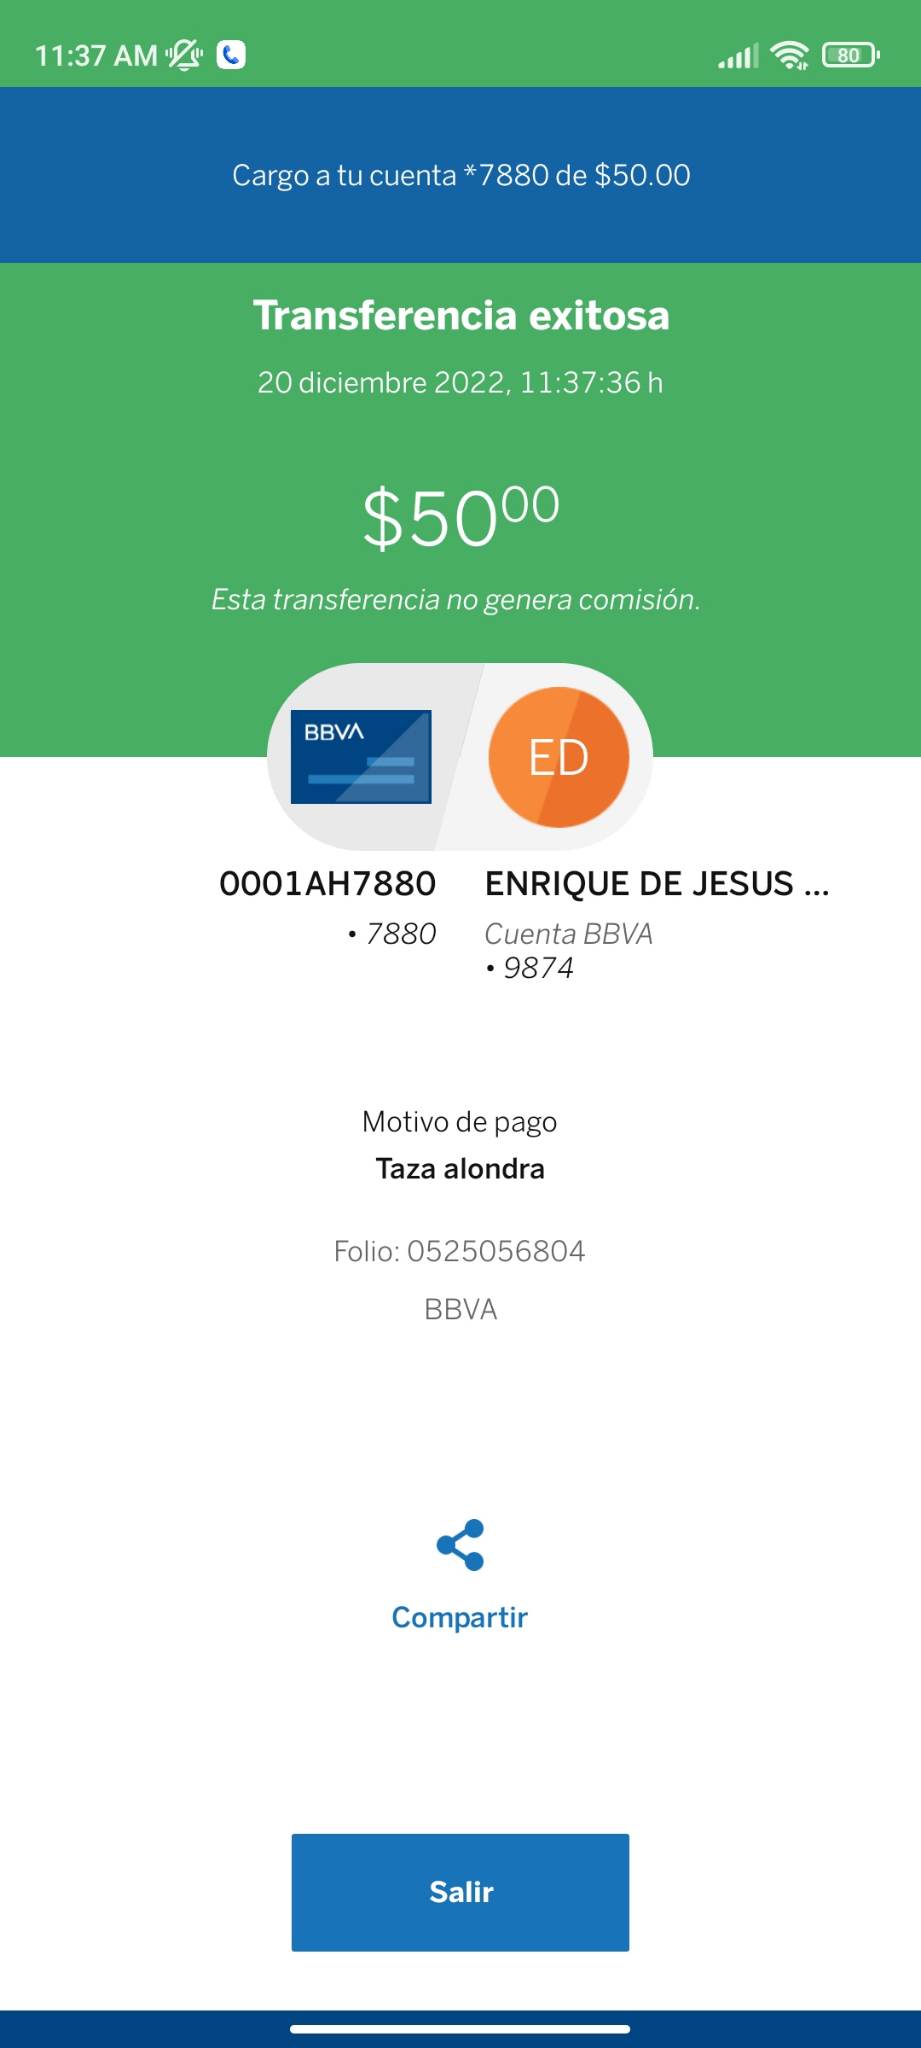 11:37 AM
80
Cargo a tu cuenta *7880 de $50.00
Transferencia exitosa
20 diciembre 2022, 11:37:36 h
$50⁰⁰
Esta transferencia no genera comisión.
BBVA
ED
0001AH7880
• 7880
ENRIQUE DE JESUS ...
Cuenta BBVA
• 9874
Motivo de pago
Taza alondra
Folio: 0525056804
BBVA
Compartir
Salir